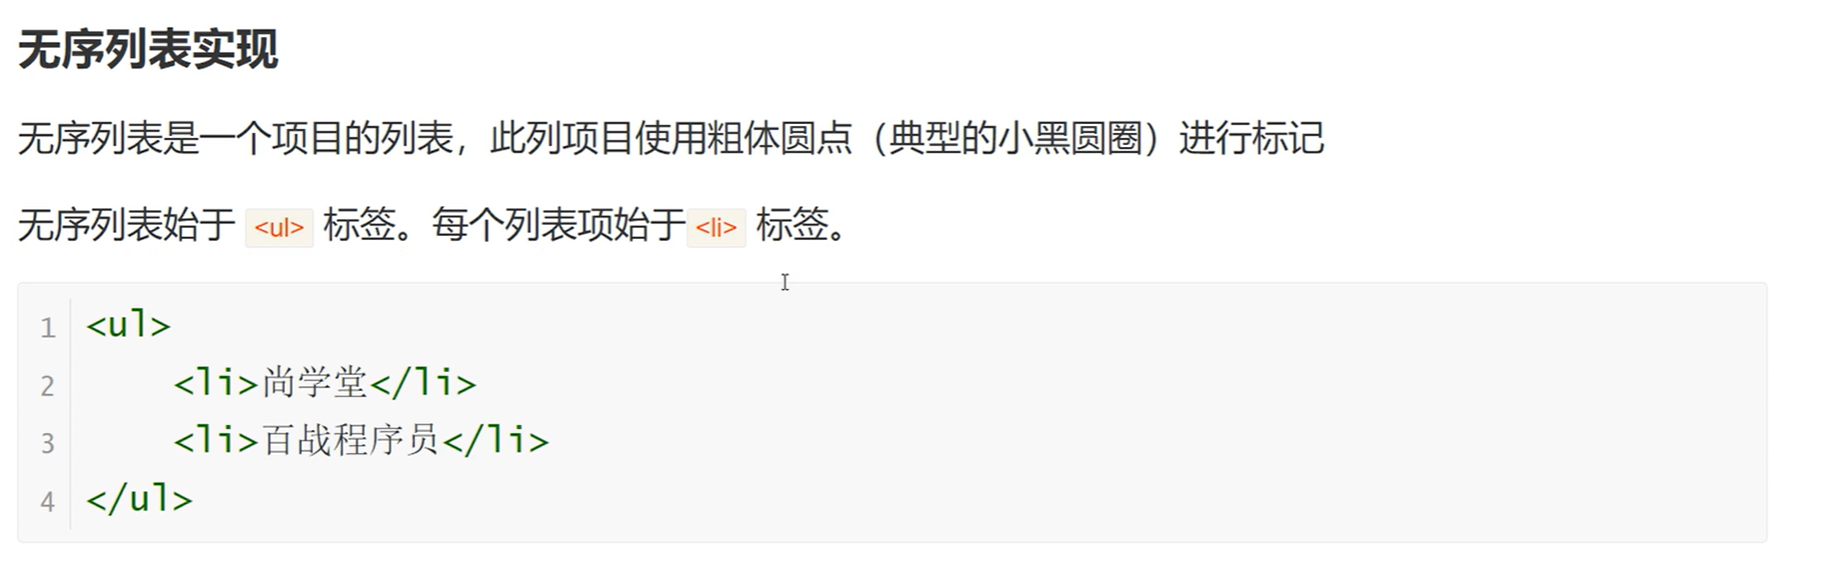 无序列表实现
无序列表是一个项目的列表，此列项目使用粗体圆点（典型的小黑圆圈）进行标记
无序列表始于 <ul> 标签。每个列表项始于<li> 标签。
1 <ul>
2     <li>尚学堂</li>
3     <li>百战程序员</li>
4 </ul>